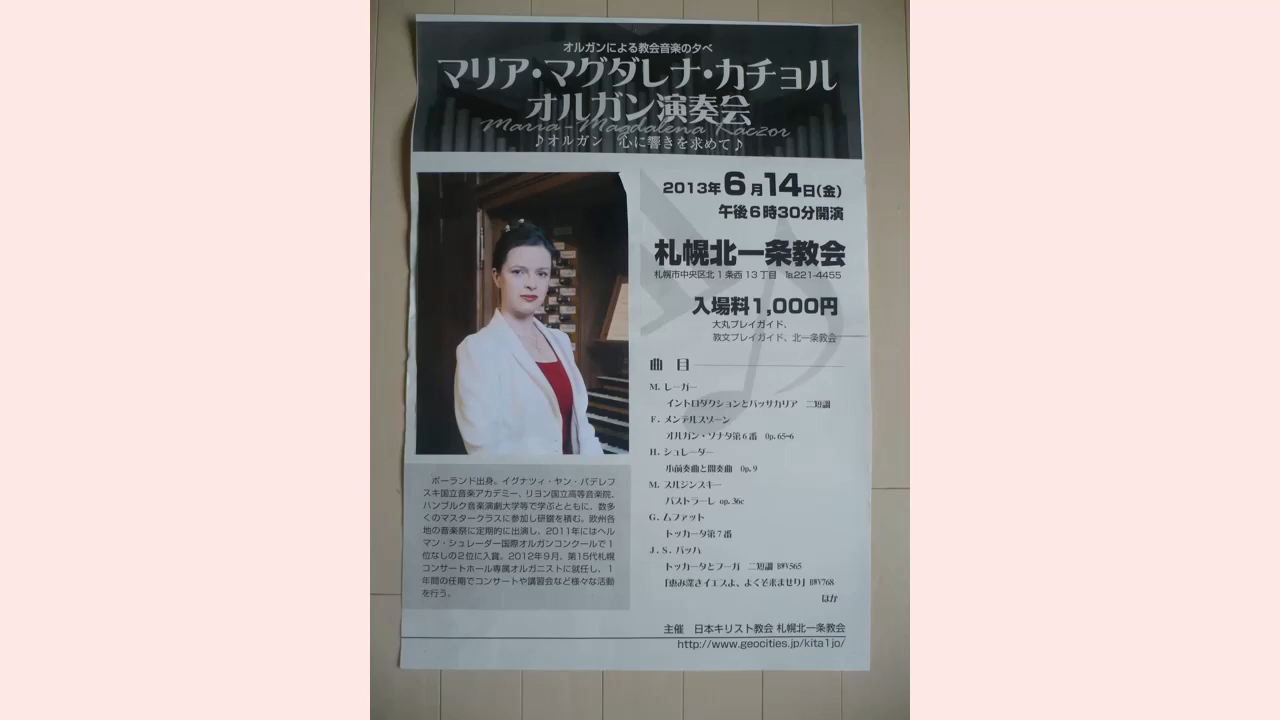 オルガンによる教会音楽の夕べ
マリア・マグダレナ・カチョル
オルガン演奏会
Maria-Magdalena Kaczor
♪オルガン 心に響きを求めて♪
2013年6月14日(金)
午後6時30分開演
札幌北一条教会
札幌市中央区北1条西13丁目 ℡221-4455
入場料1,000円
大丸プレイガイド、
教文プレイガイド、北一条教会
曲目
M. レーガー
イントロダクションとパッサカリア ニ短調
F. メンデルスゾーン
オルガン・ソナタ第6番 Op.65-6
H. シュレーダー
小前奏曲と間奏曲 Op.9
M. スルジンスキー
パストラーレ op.36c
G. ムファット
トッカータ第7番
J.S.バッハ
トッカータとフーガ ニ短調 BWV565
「恵み深きイエスよ、よくぞ来ませり」BWV768
ほか
ポーランド出身。イグナツィ・ヤン・パデレフ
スキ国立音楽アカデミー、リヨン国立高等音楽院、
ハンブルク音楽演劇大学等で学ぶとともに、数多
くのマスタークラスに参加し研鑽を積む。欧州各
地の音楽祭に定期的に出演し、2011年にはヘル
マン・シュレーダー国際オルガンコンクールで1
位なしの2位に入賞。2012年9月、第15代札幌
コンサートホール専属オルガニストに就任し、1
年間の任期でコンサートや講習会など様々な活動
を行う。
主催 日本キリスト教会 札幌北一条教会
http://www.geocities.jp/kita1jo/